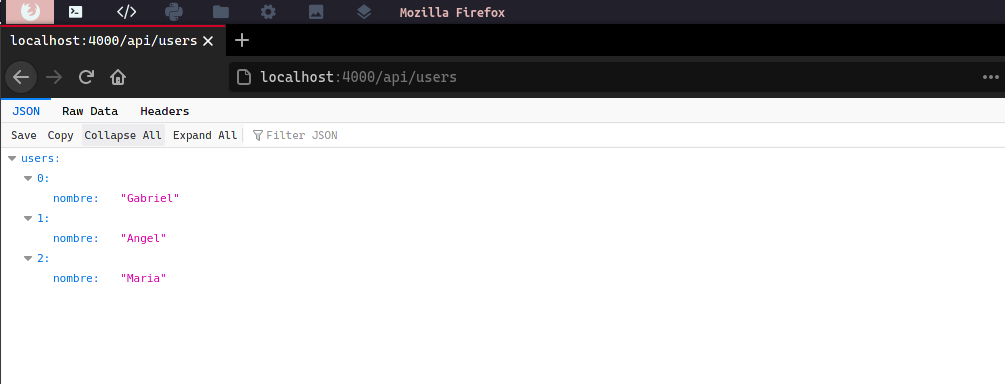 Mozilla Firefox
localhost:4000/api/users
localhost:4000/api/users
JSON Raw Data Headers
Save Copy Collapse All Expand All Filter JSON
users:
0:
nombre: "Gabriel"
1:
nombre: "Angel"
2:
nombre: "Maria"